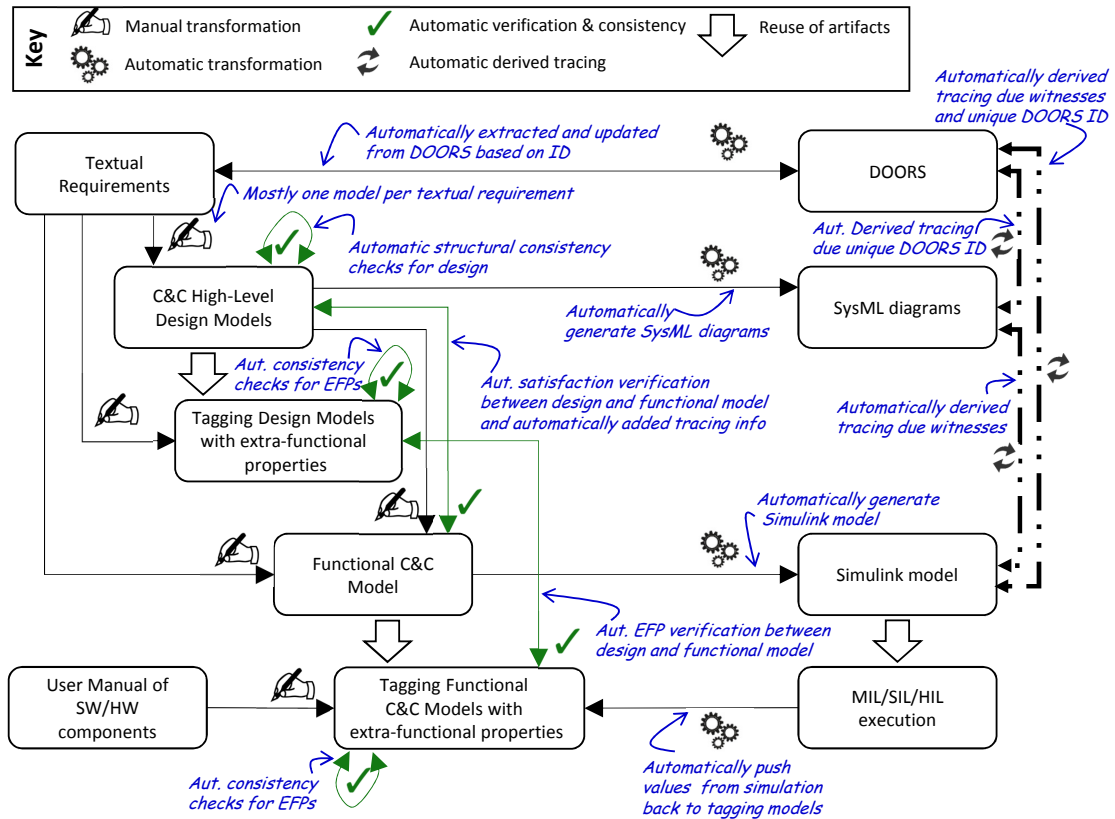 Key
Manual transformation
Automatic verification & consistency
Reuse of artifacts
Automatic transformation
Automatic derived tracing
Automatically derived
tracing due witnesses
and unique DOORS ID
Automatically extracted and updated
from DOORS based on ID
Textual
Requirements
DOORS
Mostly one model per textual requirement
Automatic structural consistency
checks for design
Aut. Derived tracing
due unique DOORS ID
C&C High-Level
Design Models
SysML diagrams
Automatically
generate SysML diagrams
Aut. consistency
checks for EFPs
Aut. satisfaction verification
between design and functional model
and automatically added tracing info
Automatically derived
tracing due witnesses
Tagging Design Models
with extra-functional
properties
Automatically generate
Simulink model
Functional C&C
Model
Simulink model
Aut. EFP verification between
design and functional model
User Manual of
SW/HW
components
Tagging Functional
C&C Models with
extra-functional properties
MIL/SIL/HIL
execution
Aut. consistency
checks for EFPs
Automatically push
values from simulation
back to tagging models